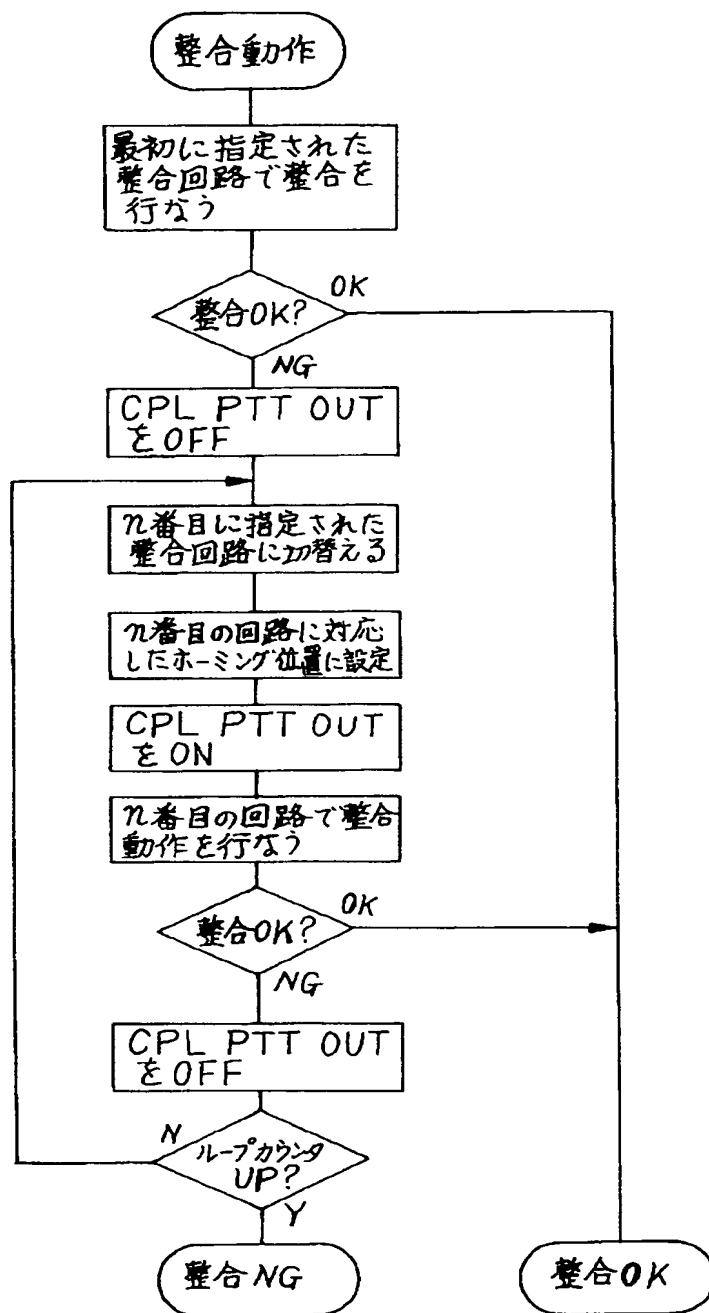 整合動作
最初に指定された
整合回路で整合を
行なう
整合OK?
OK
NG
CPL PTT OUT
をOFF
n番目に指定された
整合回路に切替える
n番目の回路に対応
したホーミング位置に設定
CPL PTT OUT
をON
n番目の回路で整合
動作を行なう
整合OK?
OK
NG
CPL PTT OUT
をOFF
ループカウンタ
UP?
N
Y
整合NG
整合OK